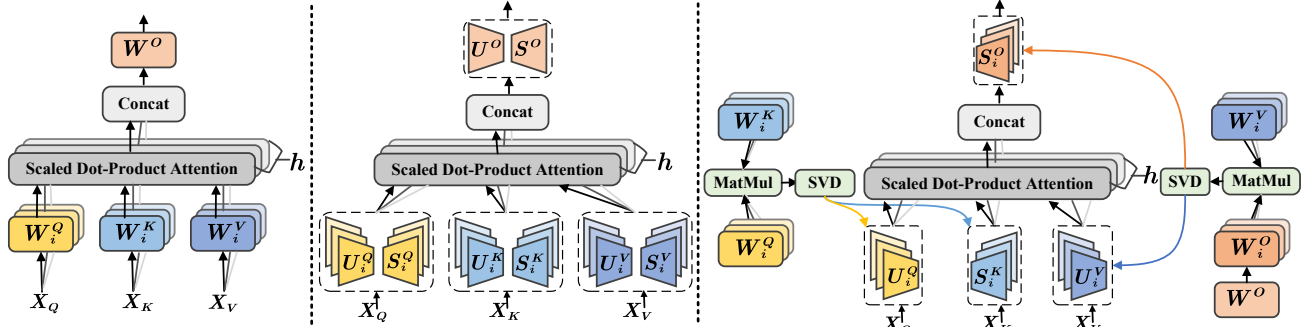 W^O
Concat
Scaled Dot-Product Attention
h
W_i^Q W_i^K W_i^V
X_Q X_K X_V
U^O S^O
Concat
Scaled Dot-Product Attention
h
U_i^Q S_i^Q U_i^K S_i^K U_i^V S_i^V
X_Q X_K X_V
S_i^O
W_i^K
Concat
W_i^V
MatMul
SVD
Scaled Dot-Product Attention
h
SVD
MatMul
W_i^Q
U_i^Q
S_i^K
U_i^V
W_i^O
W^O